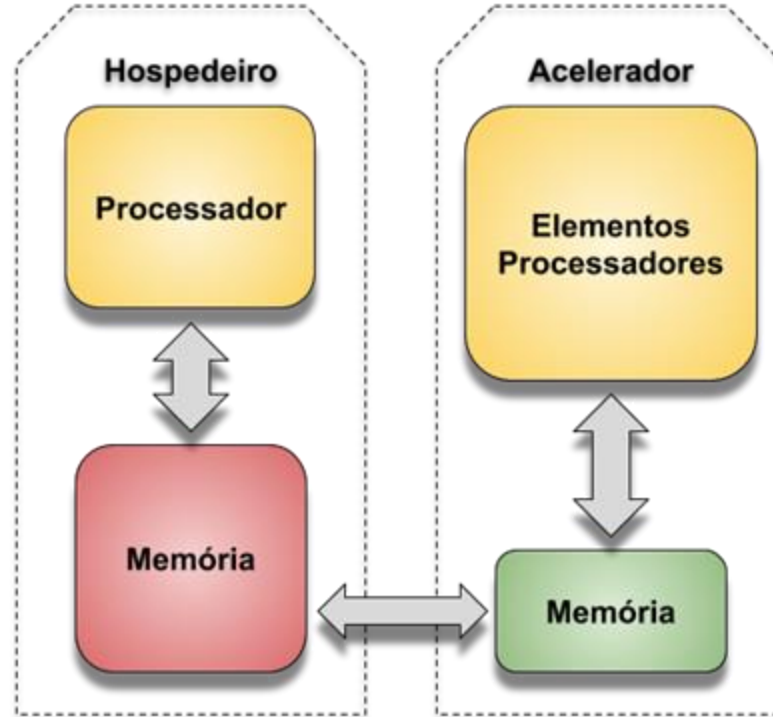 Hospedeiro
Processador
Memória
Acelerador
Elementos
Processadores
Memória